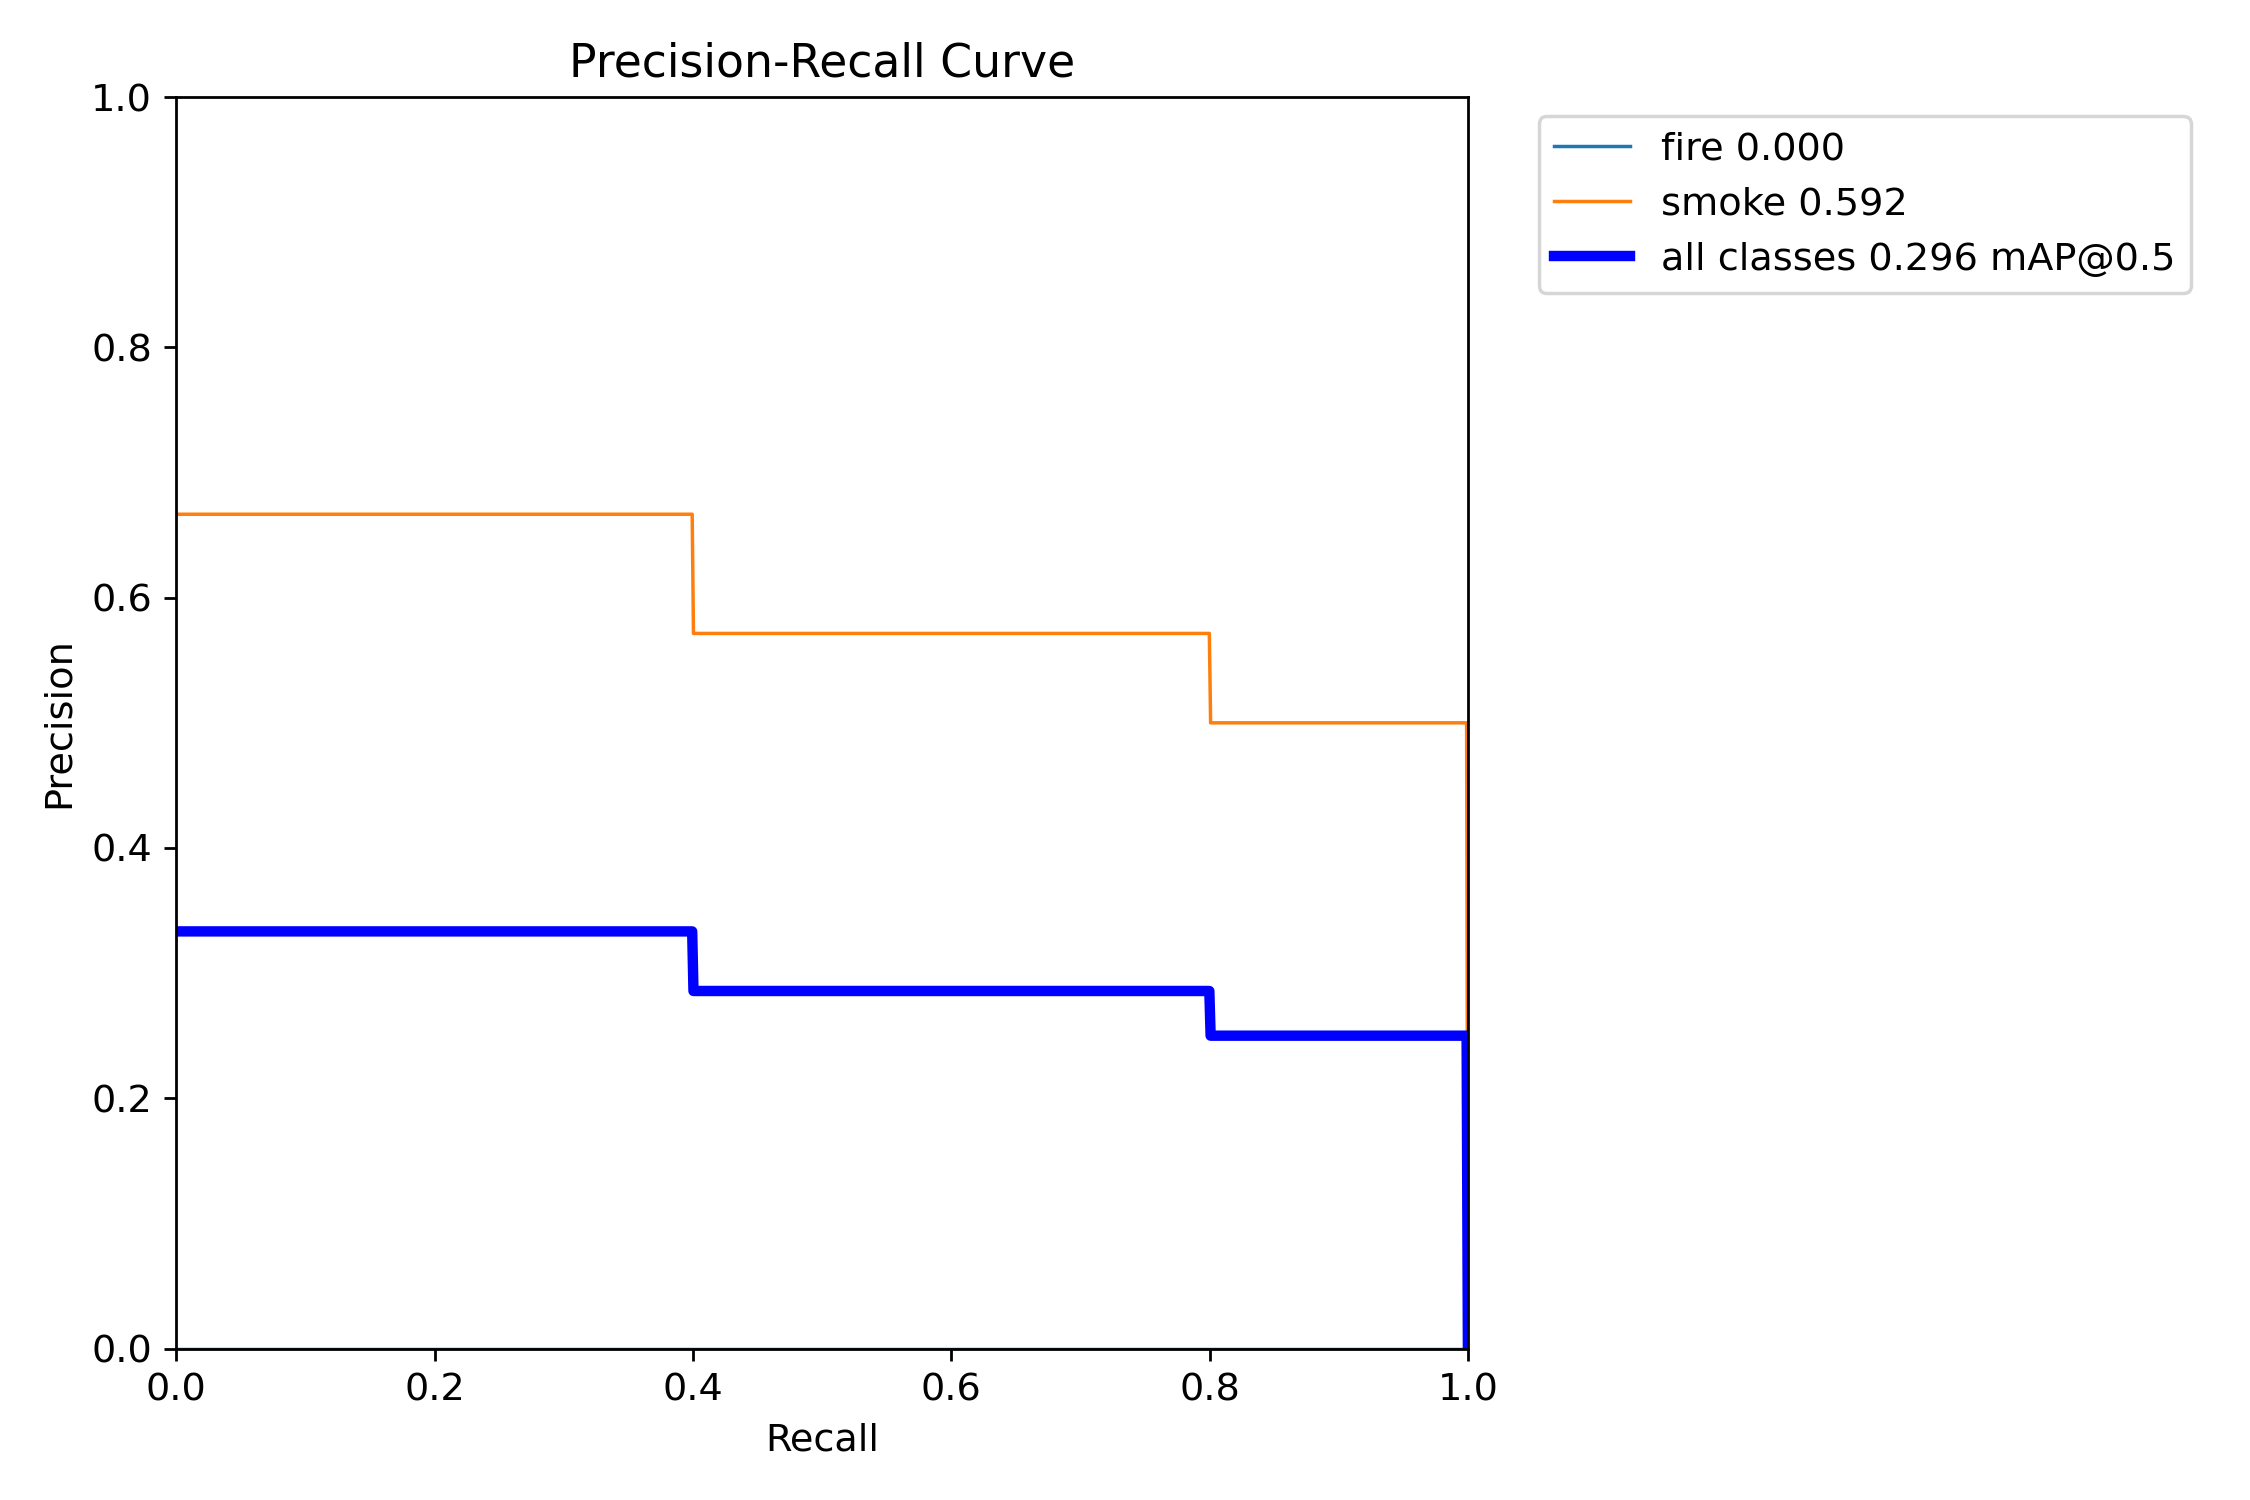 Precision-Recall Curve
fire 0.000
smoke 0.592
all classes 0.296 mAP@0.5
1.0
0.8
0.6
0.4
0.2
0.0
Precision
0.0 0.2 0.4 0.6 0.8 1.0
Recall